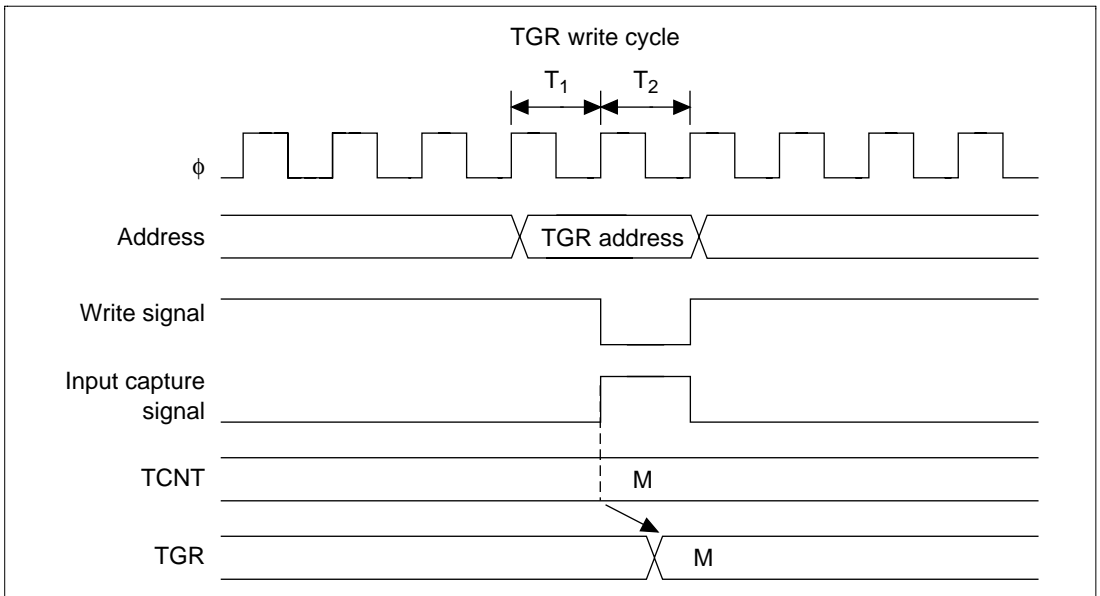 TGR write cycle
T1 T2
ϕ
Address TGR address
Write signal
Input capture
signal
TCNT M
TGR M